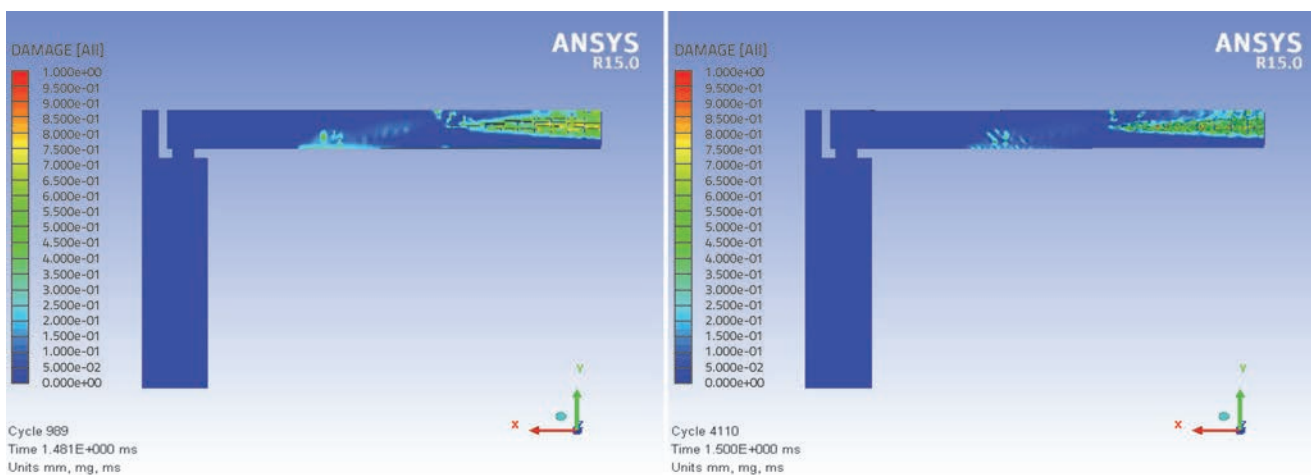 DAMAGE [All]
1.000e+00
9.500e-01
9.000e-01
8.500e-01
8.000e-01
7.500e-01
7.000e-01
6.500e-01
6.000e-01
5.500e-01
5.000e-01
4.500e-01
4.000e-01
3.500e-01
3.000e-01
2.500e-01
2.000e-01
1.500e-01
1.000e-01
5.000e-02
0.000e+00
ANSYS
R15.0
Y
X
Z
Cycle 989
Time 1.481E+000 ms
Units mm, mg, ms
DAMAGE [All]
1.000e+00
9.500e-01
9.000e-01
8.500e-01
8.000e-01
7.500e-01
7.000e-01
6.500e-01
6.000e-01
5.500e-01
5.000e-01
4.500e-01
4.000e-01
3.500e-01
3.000e-01
2.500e-01
2.000e-01
1.500e-01
1.000e-01
5.000e-02
0.000e+00
ANSYS
R15.0
Y
X
Z
Cycle 4110
Time 1.500E+000 ms
Units mm, mg, ms